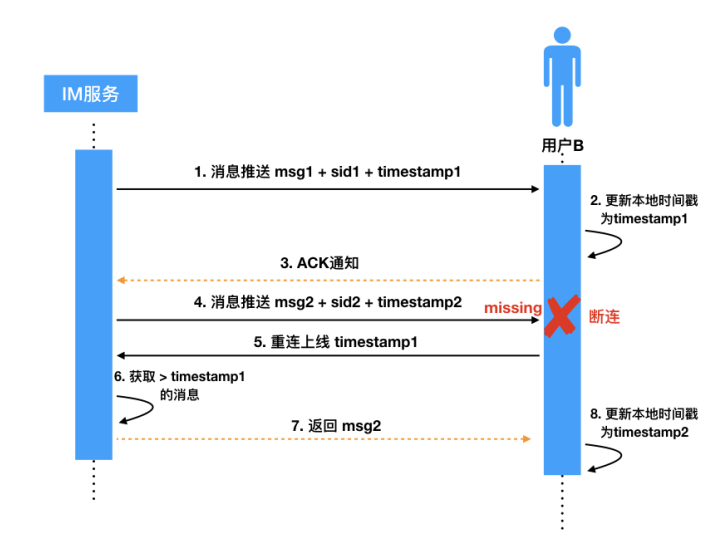 IM服务
用户B
1. 消息推送 msg1 + sid1 + timestamp1
2. 更新本地时间戳
为timestamp1
3. ACK通知
4. 消息推送 msg2 + sid2 + timestamp2
missing
断连
5. 重连上线 timestamp1
6. 获取 > timestamp1
的消息
7. 返回 msg2
8. 更新本地时间戳
为timestamp2